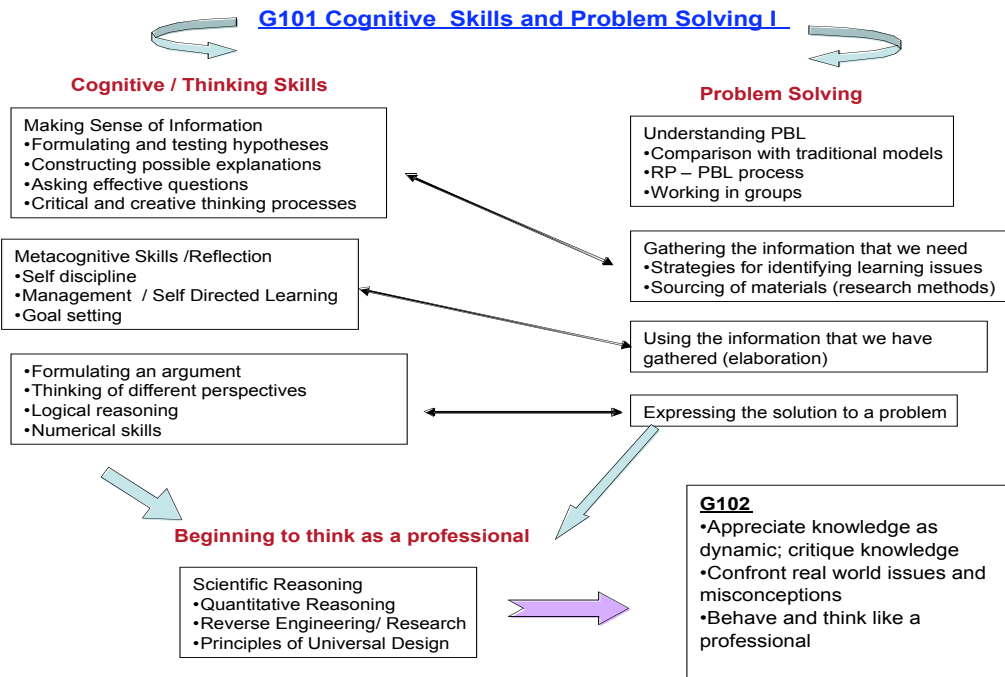 G101 Cognitive Skills and Problem Solving I
Cognitive / Thinking Skills
Making Sense of Information
•Formulating and testing hypotheses
•Constructing possible explanations
•Asking effective questions
•Critical and creative thinking processes
Metacognitive Skills /Reflection
•Self discipline
•Management / Self Directed Learning
•Goal setting
•Formulating an argument
•Thinking of different perspectives
•Logical reasoning
•Numerical skills
Problem Solving
Understanding PBL
•Comparison with traditional models
•RP – PBL process
•Working in groups
Gathering the information that we need
•Strategies for identifying learning issues
•Sourcing of materials (research methods)
Using the information that we have
gathered (elaboration)
Expressing the solution to a problem
Beginning to think as a professional
Scientific Reasoning
•Quantitative Reasoning
•Reverse Engineering/ Research
•Principles of Universal Design
G102
•Appreciate knowledge as
dynamic; critique knowledge
•Confront real world issues and
misconceptions
•Behave and think like a
professional